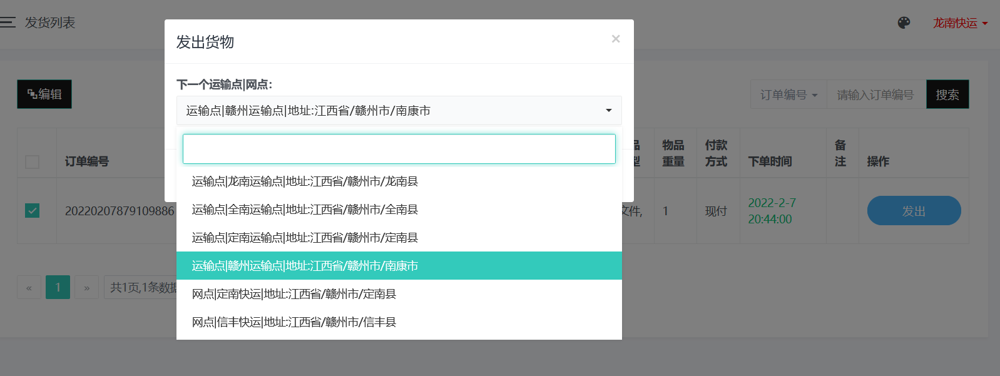 发货列表
龙南快运
发出货物
×
下一个运输点|网点:
编辑
运输点|赣州运输点|地址:江西省/赣州市/南康市
订单编号
请输入订单编号
搜索
订单编号
品
型
物品
重量
付款
方式
下单时间
备
注
操作
运输点|龙南运输点|地址:江西省/赣州市/龙南县
20220207879109886
运输点|全南运输点|地址:江西省/赣州市/全南县
文件,
1
现付
2022-2-7
20:44:00
发出
运输点|定南运输点|地址:江西省/赣州市/定南县
运输点|赣州运输点|地址:江西省/赣州市/南康市
« 1 » 共1页,1条数据
网点|定南快运|地址:江西省/赣州市/定南县
网点|信丰快运|地址:江西省/赣州市/信丰县